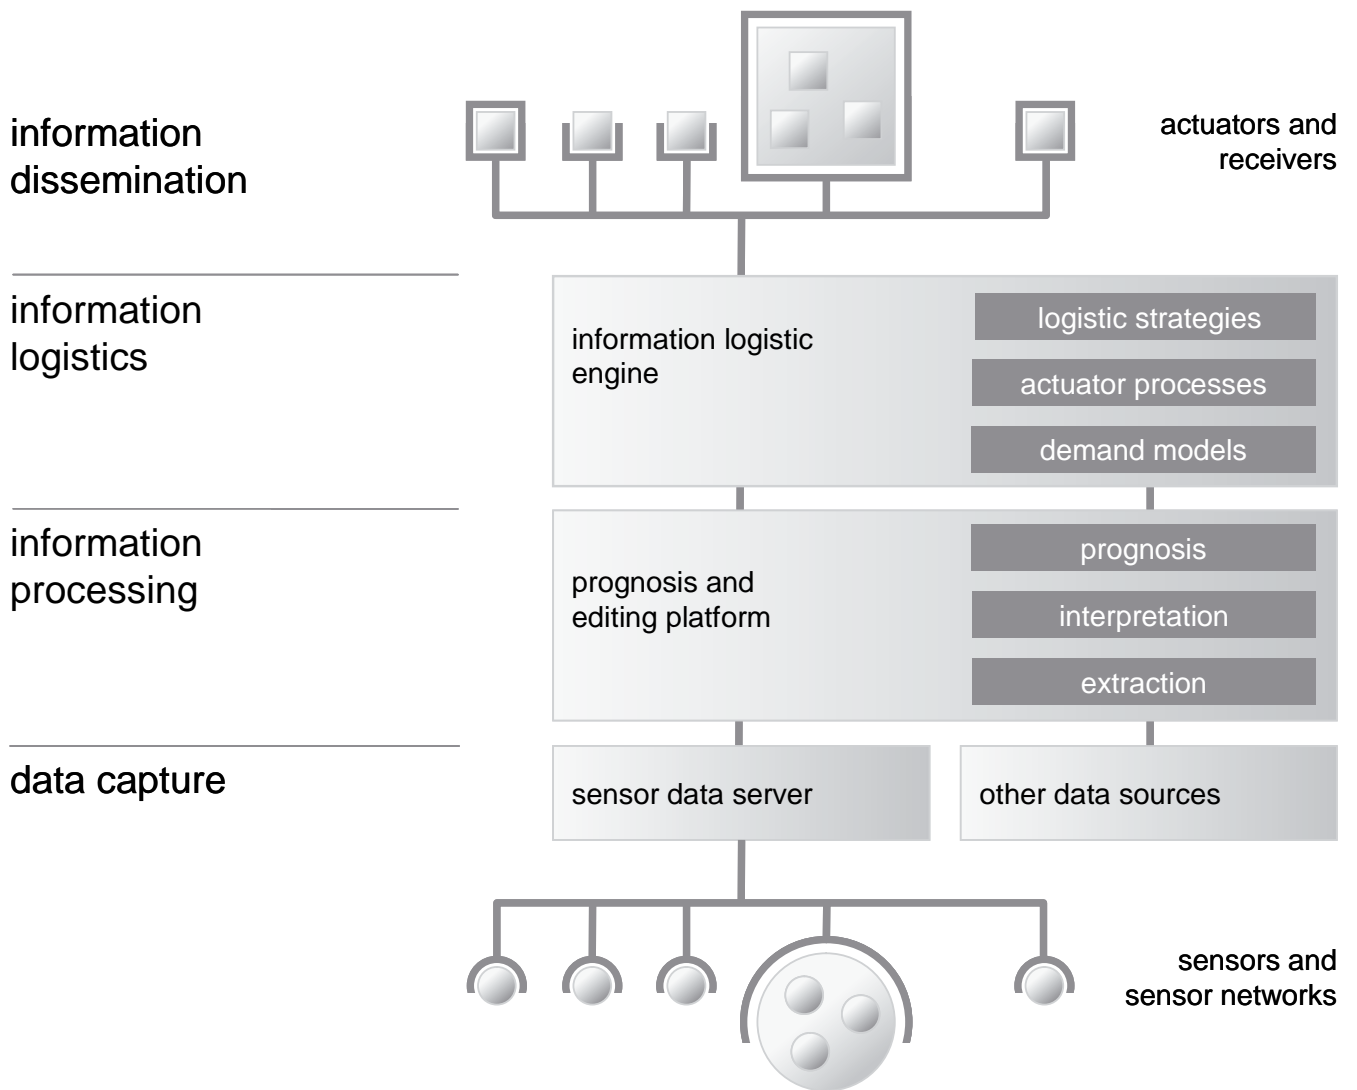 information
dissemination
actuators and
receivers
information
logistics
information logistic
engine
logistic strategies
actuator processes
demand models
information
processing
prognosis and
editing platform
prognosis
interpretation
extraction
data capture
sensor data server
other data sources
sensors and
sensor networks